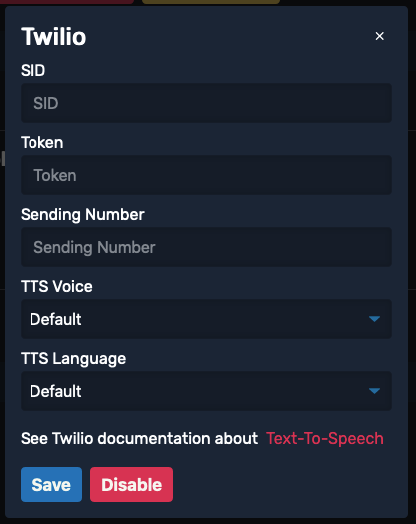 Twilio ×
SID
SID
Token
Token
Sending Number
Sending Number
TTS Voice
Default
TTS Language
Default
See Twilio documentation about Text-To-Speech
Save Disable